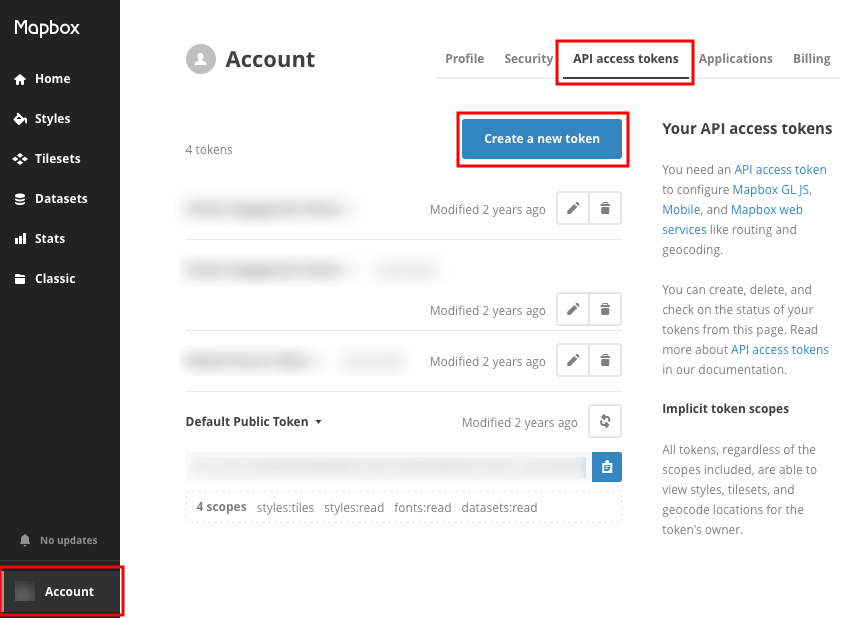 Mapbox
Home
Styles
Tilesets
Datasets
Stats
Classic
No updates
Account
Account
Profile Security API access tokens Applications Billing
4 tokens
Create a new token
Modified 2 years ago
Modified 2 years ago
Modified 2 years ago
Default Public Token
Modified 2 years ago
4 scopes styles:tiles styles:read fonts:read datasets:read
Your API access tokens
You need an API access token
to configure Mapbox GL JS,
Mobile, and Mapbox web
services like routing and
geocoding.
You can create, delete, and
check on the status of your
tokens from this page. Read
more about API access tokens
in our documentation.
Implicit token scopes
All tokens, regardless of the
scopes included, are able to
view styles, tilesets, and
geocode locations for the
token's owner.